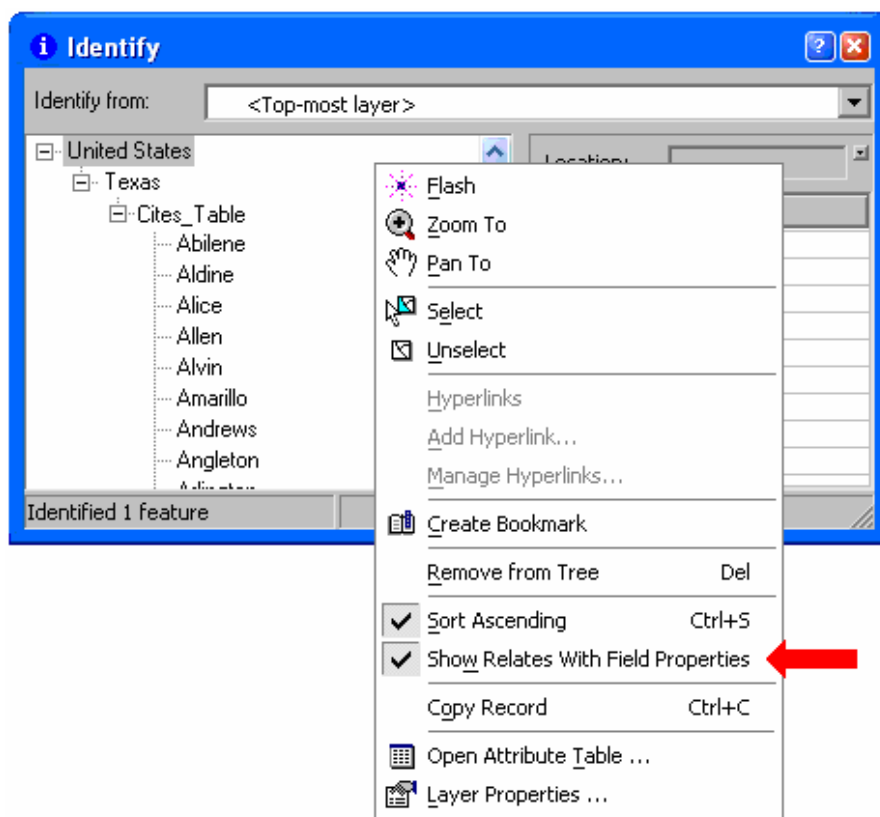 Identify
Identify from:
<Top-most layer>
United States
Texas
Cites_Table
Abilene
Aldine
Alice
Allen
Alvin
Amarillo
Andrews
Angleton
Identified 1 feature
Location:
Flash
Zoom To
Pan To
Select
Unselect
Hyperlinks
Add Hyperlink...
Manage Hyperlinks...
Create Bookmark
Remove from Tree Del
Sort Ascending Ctrl+S
Show Relates With Field Properties
Copy Record Ctrl+C
Open Attribute Table ...
Layer Properties ...